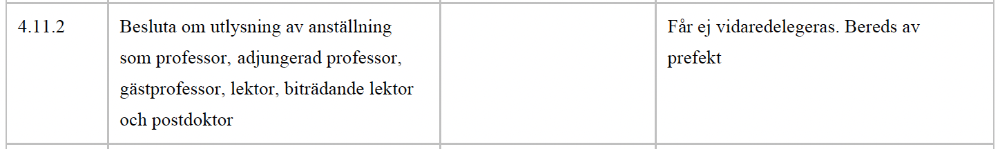 4.11.2
Besluta om utlysning av anställning
som professor, adjungerad professor,
gästprofessor, lektor, biträdande lektor
och postdoktor
Får ej vidaredelegeras. Bereds av
prefekt